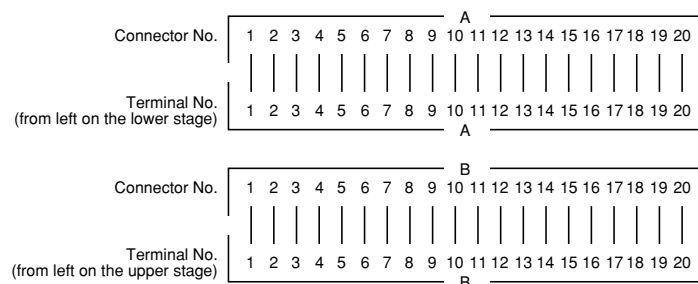 A
Connector No. 1 2 3 4 5 6 7 8 9 10 11 12 13 14 15 16 17 18 19 20
Terminal No.
(from left on the lower stage) 1 2 3 4 5 6 7 8 9 10 11 12 13 14 15 16 17 18 19 20
A
B
Connector No. 1 2 3 4 5 6 7 8 9 10 11 12 13 14 15 16 17 18 19 20
Terminal No.
(from left on the upper stage) 1 2 3 4 5 6 7 8 9 10 11 12 13 14 15 16 17 18 19 20
B